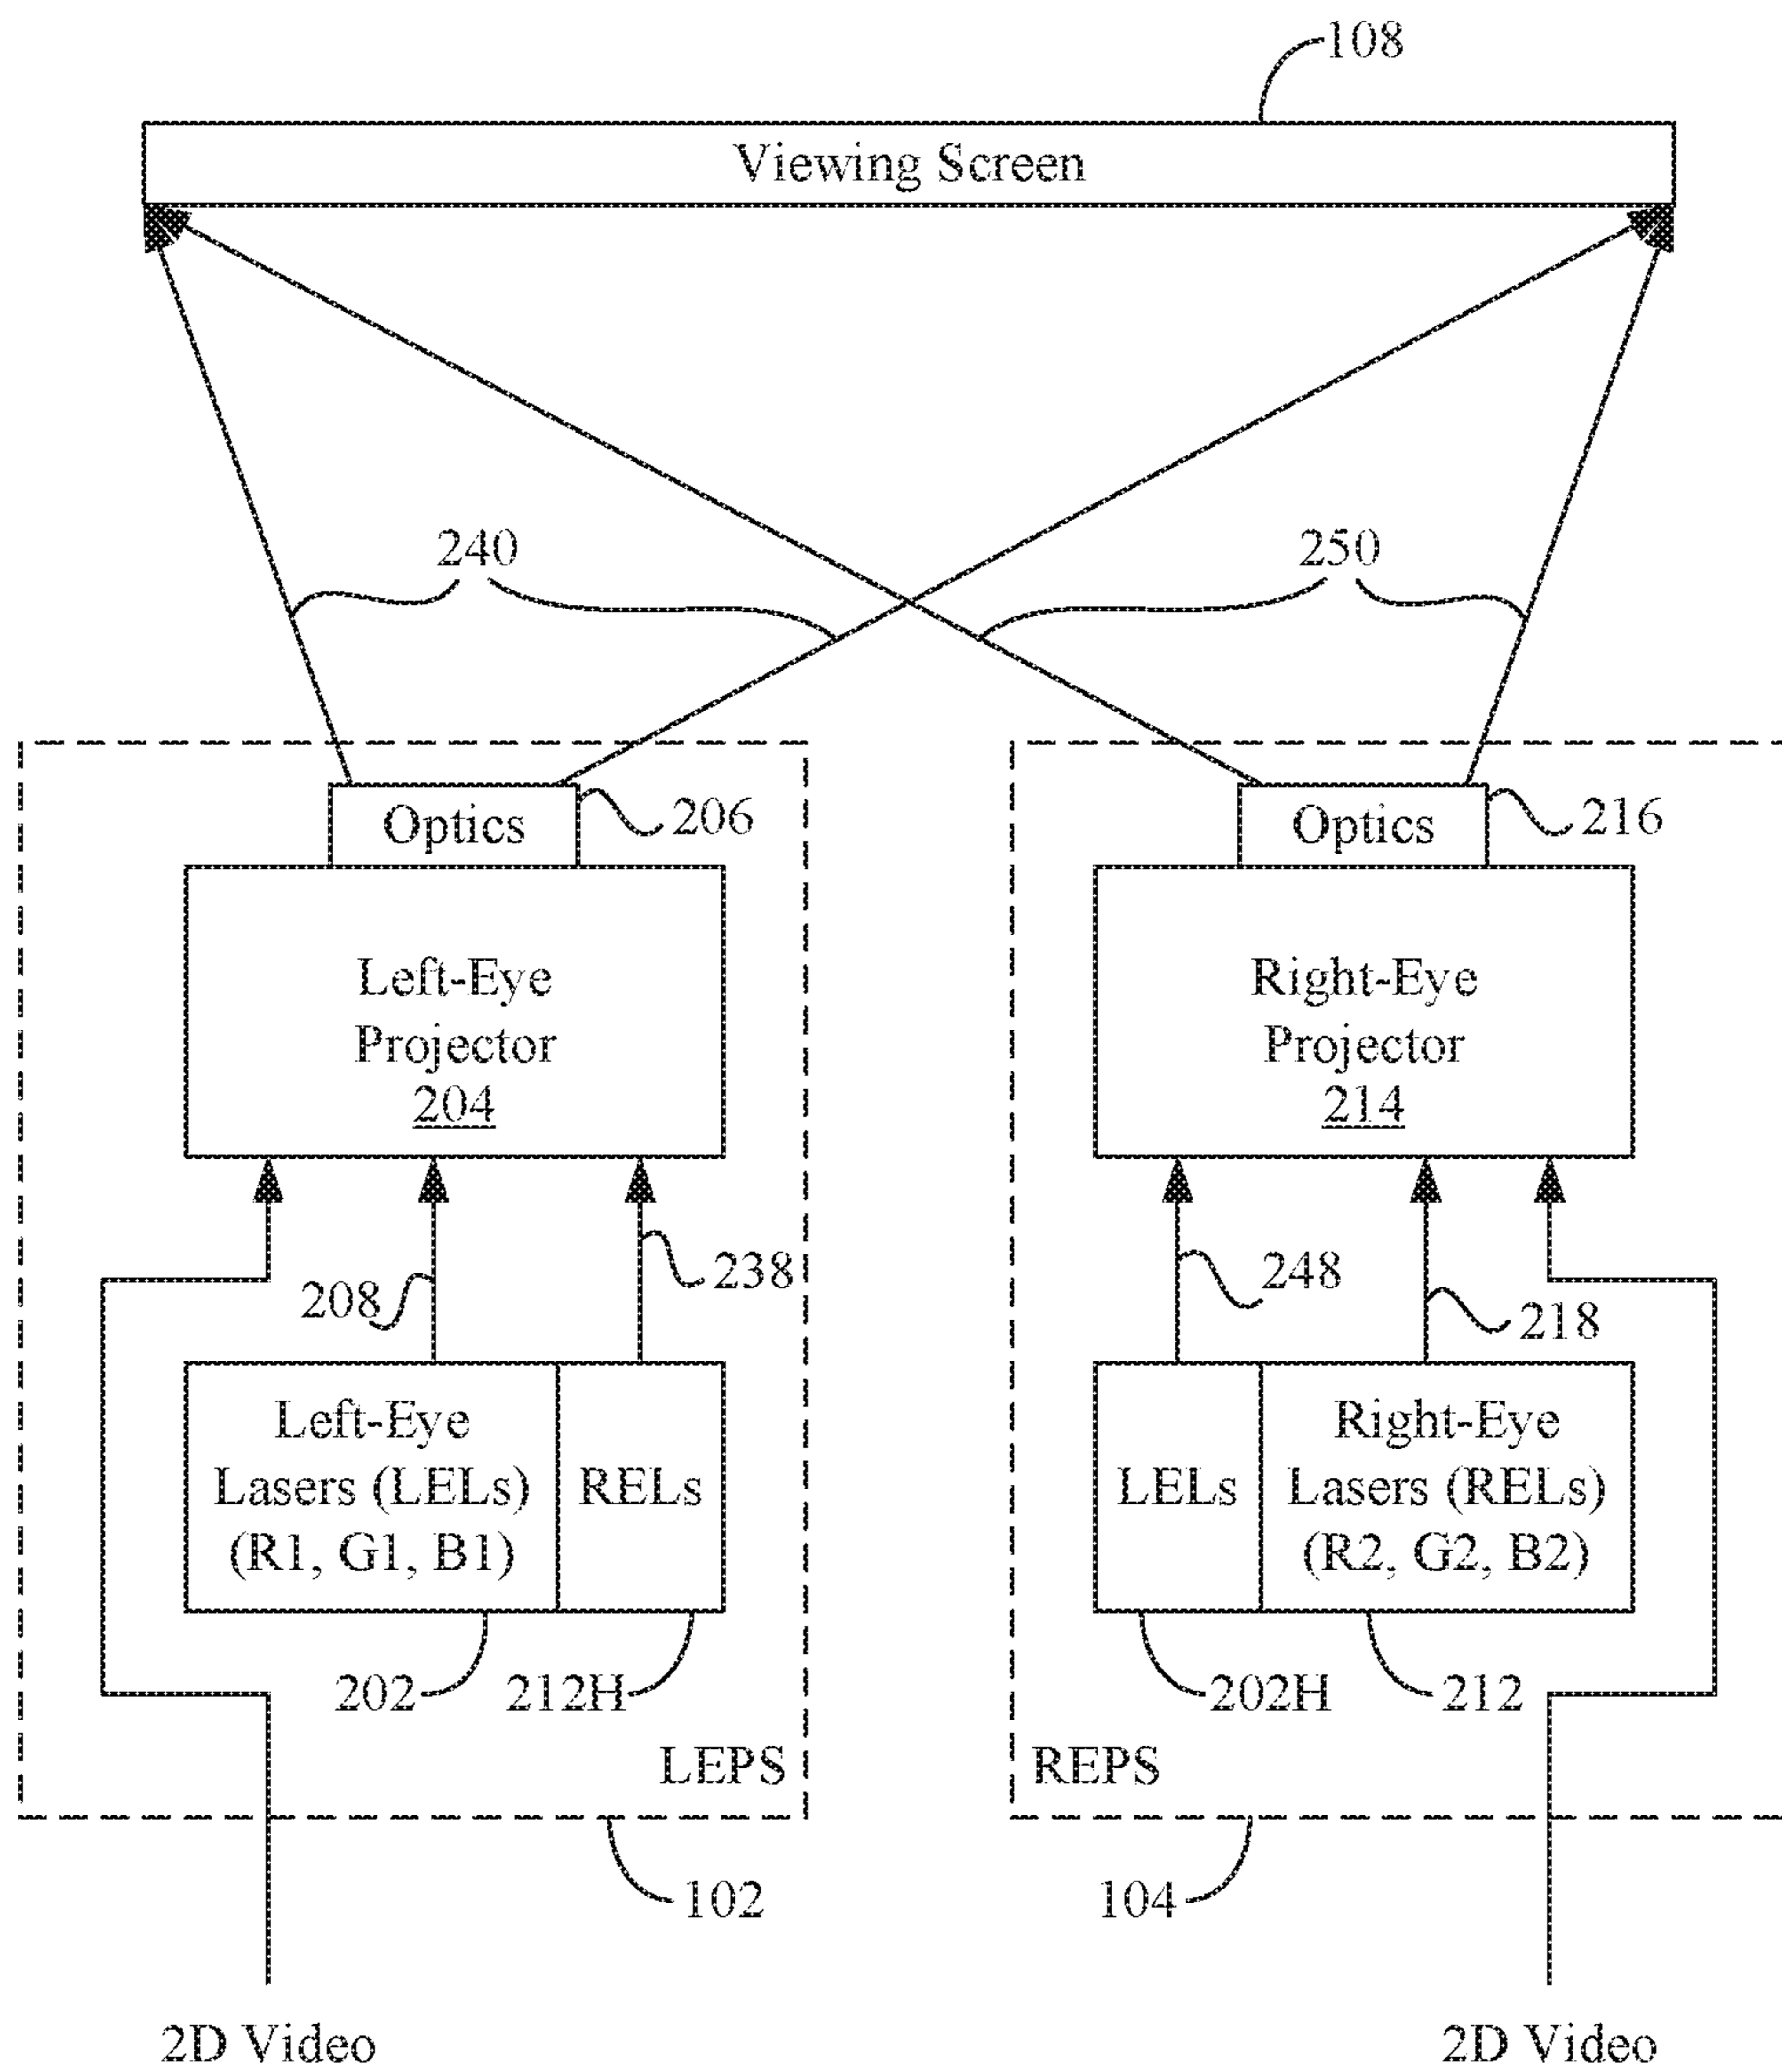 108
Viewing Screen
240
250
Optics
206
Optics
216
Left-Eye
Projector
204
Right-Eye
Projector
214
208
238
248
218
Left-Eye
Lasers (LELs)
(R1, G1, B1)
RELs
LELs
Right-Eye
Lasers (RELs)
(R2, G2, B2)
202
212H
202H
212
LEPS
REPS
102
104
2D Video
2D Video